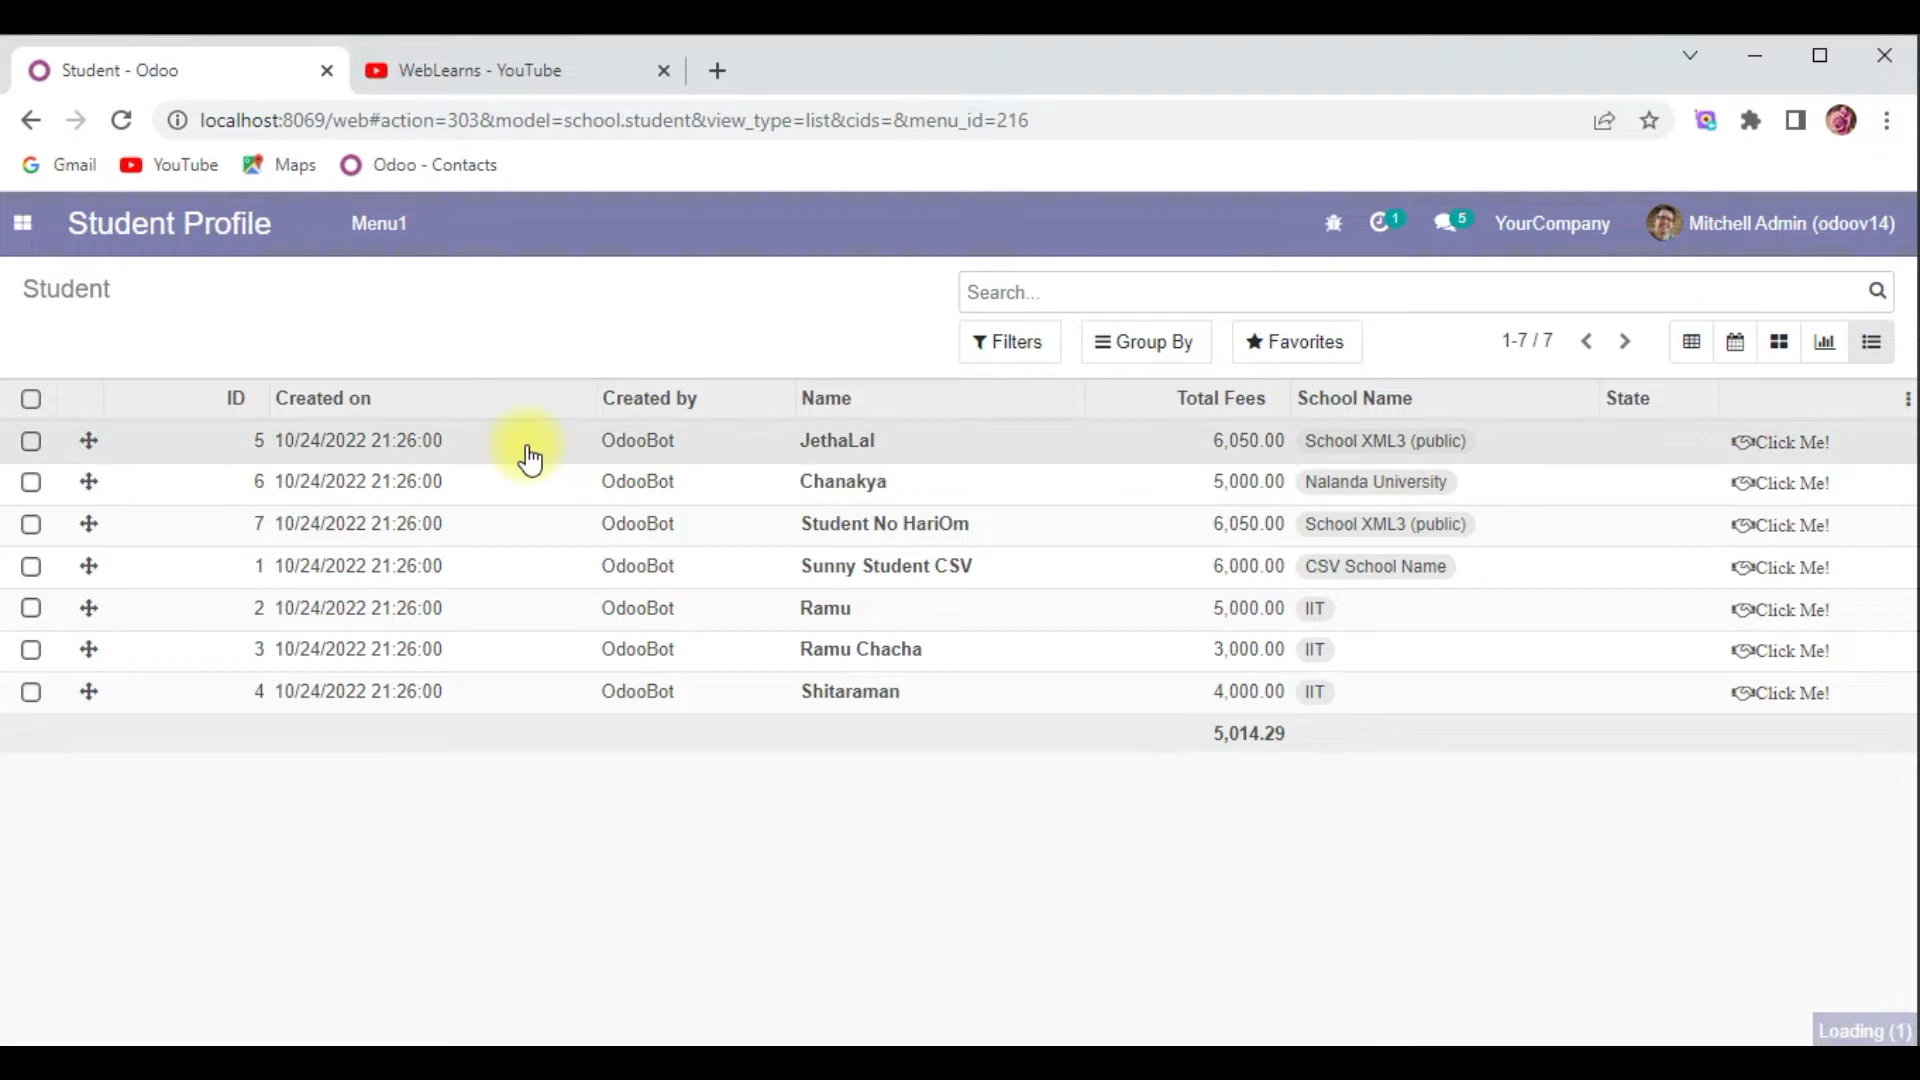 Student - Odoo
WebLearns - YouTube
localhost:8069/web#action=303&model=school.student&view_type=list&cids=&menu_id=216
Gmail YouTube Maps Odoo - Contacts
Student Profile Menu1 1 5 YourCompany Mitchell Admin (odoov14)
Student
Search...
Filters Group By Favorites 1-7 / 7
ID Created on Created by Name Total Fees School Name State
5 10/24/2022 21:26:00 OdooBot JethaLal 6,050.00 School XML3 (public) Click Me!
6 10/24/2022 21:26:00 OdooBot Chanakya 5,000.00 Nalanda University Click Me!
7 10/24/2022 21:26:00 OdooBot Student No HariOm 6,050.00 School XML3 (public) Click Me!
1 10/24/2022 21:26:00 OdooBot Sunny Student CSV 6,000.00 CSV School Name Click Me!
2 10/24/2022 21:26:00 OdooBot Ramu 5,000.00 IIT Click Me!
3 10/24/2022 21:26:00 OdooBot Ramu Chacha 3,000.00 IIT Click Me!
4 10/24/2022 21:26:00 OdooBot Shitaraman 4,000.00 IIT Click Me!
5,014.29
Loading (1)